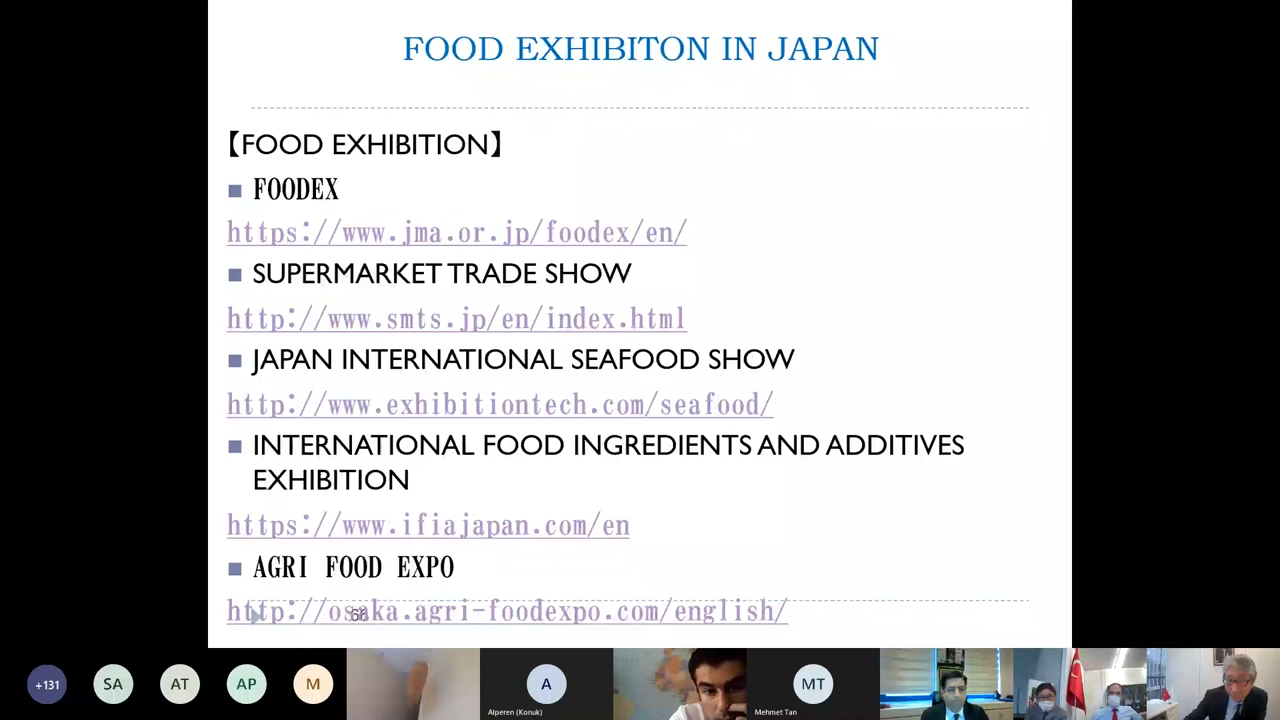 FOOD EXHIBITON IN JAPAN
【FOOD EXHIBITION】
FOODEX
https://www.jma.or.jp/foodex/en/
SUPERMARKET TRADE SHOW
http://www.smts.jp/en/index.html
JAPAN INTERNATIONAL SEAFOOD SHOW
http://www.exhibitiontech.com/seafood/
INTERNATIONAL FOOD INGREDIENTS AND ADDITIVES
EXHIBITION
https://www.ifiajapan.com/en
AGRI FOOD EXPO
http://osaka.agri-foodexpo.com/english/
66
+131
SA
AT
AP
M
A
Alperen (Konuk)
MT
Mehmet Tan